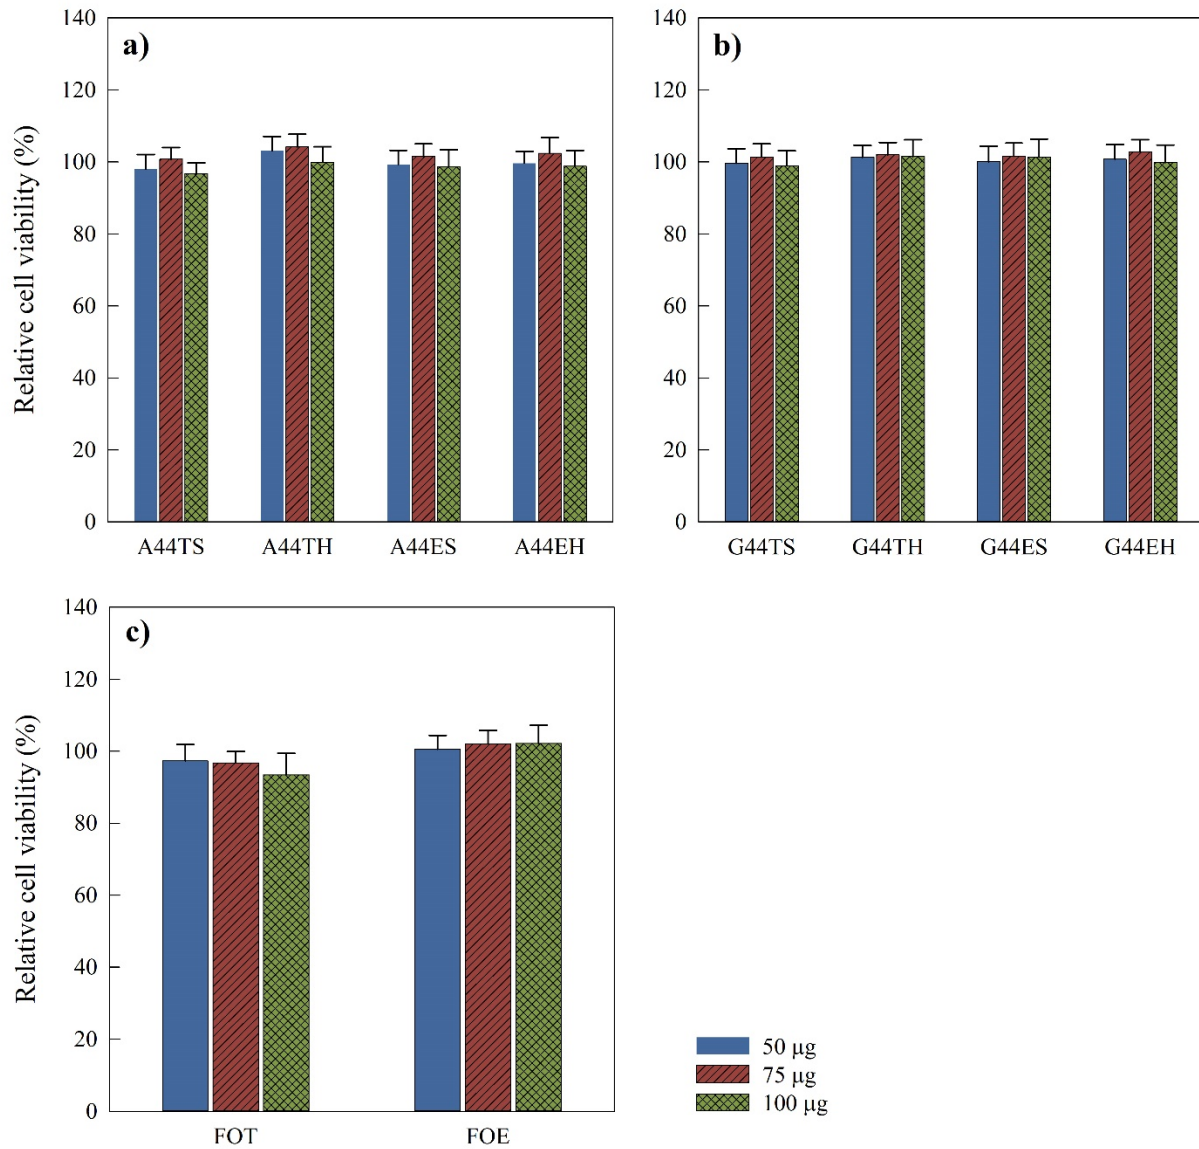 a)
Relative cell viability (%)
140
120
100
80
60
40
20
0
A44TS A44TH A44ES A44EH
b)
140
120
100
80
60
40
20
0
G44TS G44TH G44ES G44EH
c)
Relative cell viability (%)
140
120
100
80
60
40
20
0
FOT FOE
50 µg
75 µg
100 µg